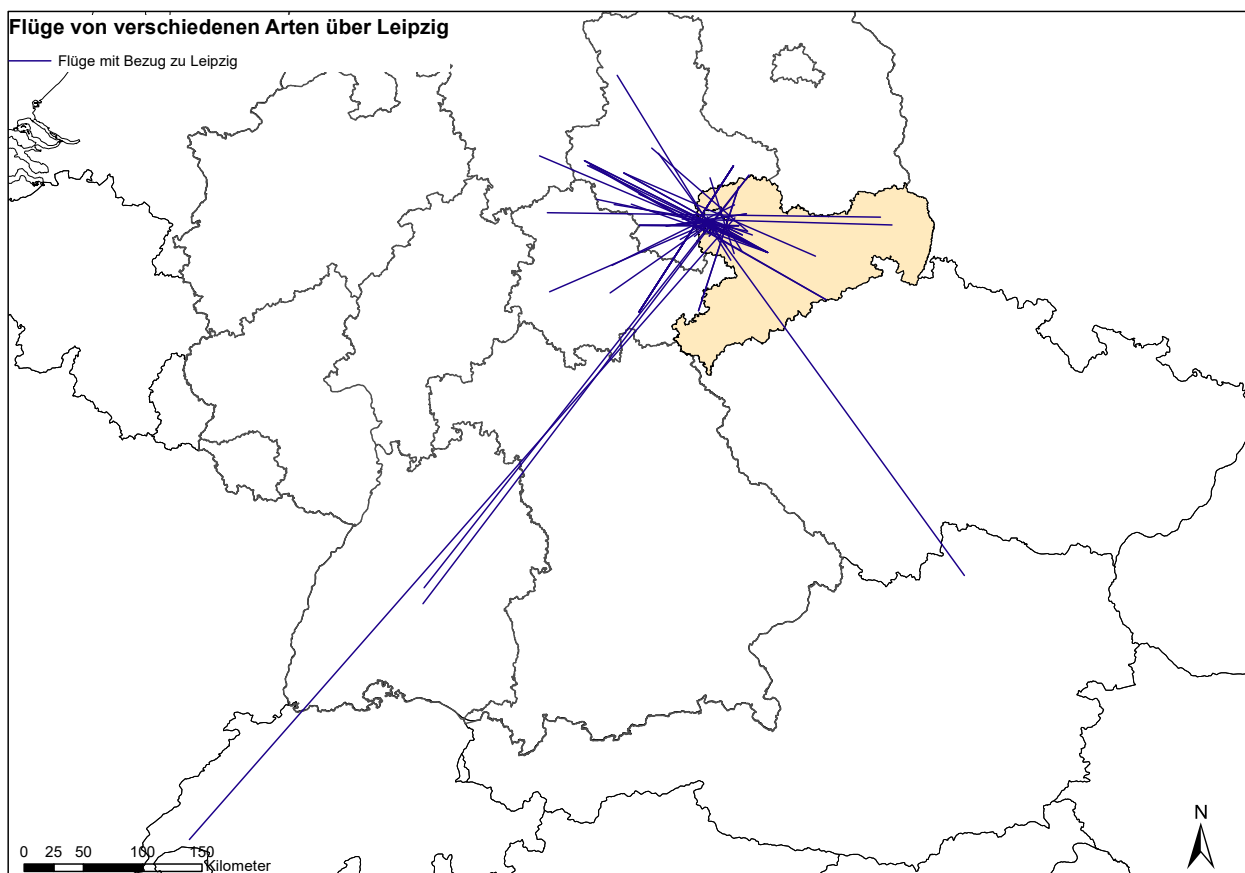 Flüge von verschiedenen Arten über Leipzig
Flüge mit Bezug zu Leipzig
N
0 25 50 100 150
Kilometer